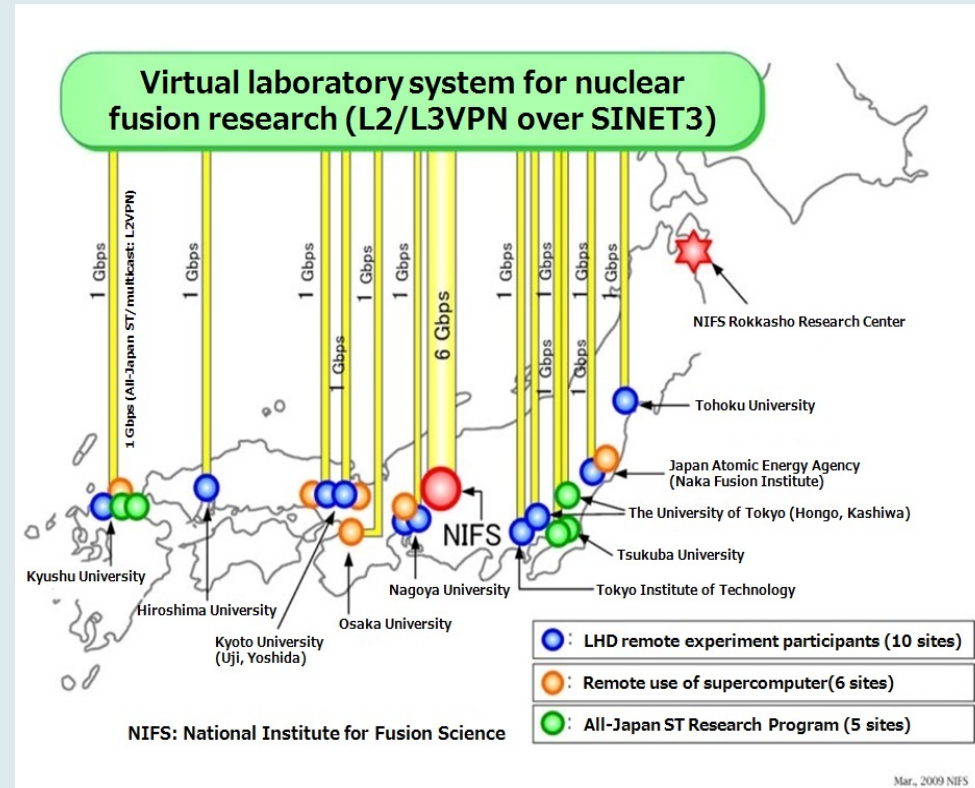 Virtual laboratory system for nuclear
fusion research (L2/L3VPN over SINET3)
1 Gbps
1 Gbps (All-Japan ST/multicast: L2VPN)
1 Gbps
1 Gbps
1 Gbps
1 Gbps
1 Gbps
6 Gbps
1 Gbps
1 Gbps
1 Gbps
1 Gbps
1 Gbps
1 Gbps
NIFS Rokkasho Research Center
Tohoku University
Japan Atomic Energy Agency
(Naka Fusion Institute)
The University of Tokyo (Hongo, Kashiwa)
NIFS
Tsukuba University
Kyushu University
Nagoya University
Tokyo Institute of Technology
Hiroshima University
Osaka University
Kyoto University
(Uji, Yoshida)
: LHD remote experiment participants (10 sites)
: Remote use of supercomputer(6 sites)
: All-Japan ST Research Program (5 sites)
NIFS: National Institute for Fusion Science
Mar., 2009 NIFS